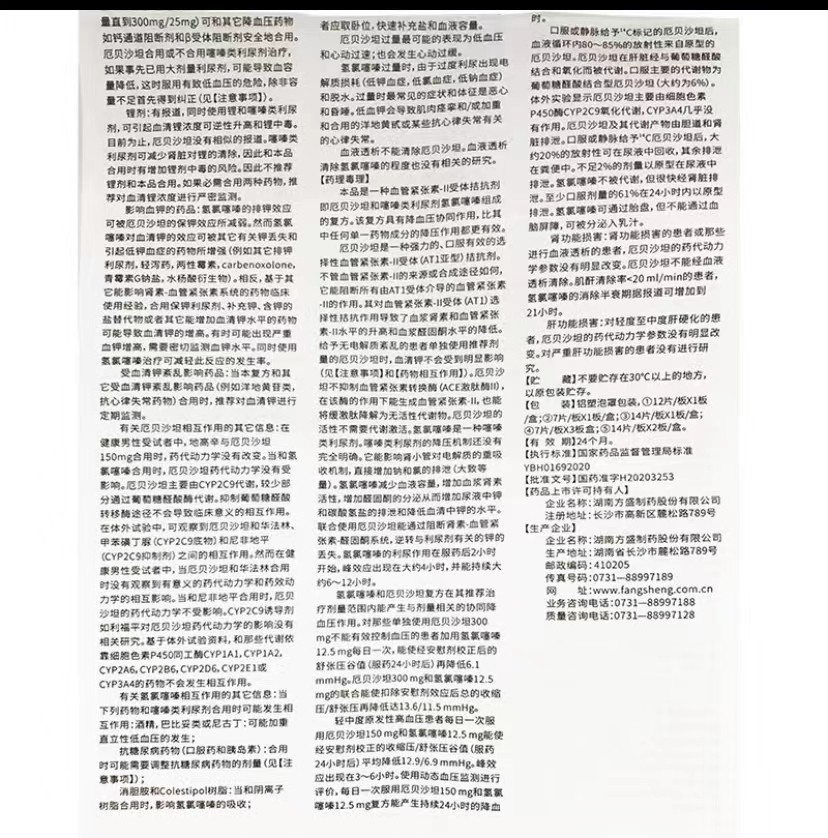 量直到300mg/25mg)可和其它降血压药物
如钙通道阻断剂和β受体阻断剂安全地合用。
厄贝沙坦合用或不合用噻嗪类利尿剂治疗，
如果事先已用大剂量利尿剂，可能导致血容
量降低，这时服用有致低血压的危险，除非容
量不足首先得到纠正(见【注意事项】)。
锂剂：有报道，同时使用锂和噻嗪类利尿
剂，可引起血清锂浓度可逆性升高和锂中毒。
目前为止，厄贝沙坦没有相似的报道。噻嗪类
利尿剂可减少肾脏对锂的清除，因此和本品
合用时有增加锂剂中毒的风险。因此不推荐
锂剂和本品合用。如果必需合用两种药物，推
荐对血清锂浓度进行严密监测。
影响血钾的药品：氢氯噻嗪的排钾效应
可被厄贝沙坦的保钾效应所减弱。然而氢氯
噻嗪对血清钾的效应可被其它有关钾丢失和
引起低钾血症的药物所增强(例如其它排钾
利尿剂，轻泻药，两性霉素，carbenoxolone，
青霉素G钠盐，水杨酸衍生物)。相反，基于其
它能影响肾素-血管紧张素系统的药物临床
使用经验，合用保钾利尿剂、补充钾、含钾的
盐替代物或者其它能增加血清钾水平的药物
可能导致血清钾的增高。有时可能出现严重
血钾增高，需要密切监测血钾水平。同时使用
氢氯噻嗪治疗可减轻此反应的发生率。
受血清钾紊乱影响药品：当本复方和其
它受血清钾紊乱影响药品(例如洋地黄苷类，
抗心律失常药物)合用时，推荐对血清钾进行
定期监测。
有关厄贝沙坦相互作用的其它信息：在
健康男性受试者中，地高辛与厄贝沙坦
150mg合用时，药动学没有改变。当和氢
氯噻嗪合用时，厄贝沙坦药代动力学没有受
影响。厄贝沙坦主要由CYP2C9代谢，较少部
分通过葡萄糖醛酸酶代谢。抑制葡萄糖醛酸
转移酶途径不会导致临床意义的相互作用。
在体外试验中，可观察到厄贝沙坦和华法林、
甲苯磺丁脲(CYP2C9底物)和尼非地平
(CYP2C9抑制剂)之间的相互作用。然而在健
康男性受试者中，当厄贝沙坦和华法林合用
时没有观察到有意义的药代动力学和药效动
力学的相互影响。当和尼非地平合用时，厄贝
沙坦的药代动力学不受影响。CYP2C9诱导剂
如利福平对厄贝沙坦药代动力学的影响没有
相关研究。基于体外试验资料，和那些代谢依
靠细胞色素P450同工酶CYP1A1，CYP1A2，
CYP2A6，CYP2B6，CYP2D6，CYP2E1或
CYP3A4的药物不会发生相互作用。
有关氢氯噻嗪相互作用的其它信息：当
下列药物和噻嗪类利尿剂合用时可能发生相
互作用：酒精，巴比妥类或尼古丁：可能加重
直立性低血压的发生；
抗糖尿病药物(口服药和胰岛素)：合用
时可能需要调整抗糖尿病药物的剂量(见【注
意事项】)；
消胆胺和Colestipol树脂：当和阴离子
树脂合用时，影响氢氯噻嗪的吸收；
者应取卧位，快速补充盐和血液容量。
厄贝沙坦过量最可能的表现为低血压
和心动过速；也会发生心动过缓。
氢氯噻嗪过量时，由于过度利尿出现电
解质损耗(低钾血症，低氯血症，低钠血症)
和脱水。过量时最常见的症状和体征是恶心
和昏睡。低血钾会导致肌肉痉挛和/或加重
和合用的洋地黄甙或某些抗心律失常有关
的心律失常。
血液透析不能清除厄贝沙坦。血液透析
清除氢氯噻嗪的程度也没有相关的研究。
【药理毒理】
本品是一种血管紧张素-II受体拮抗剂
即厄贝沙坦和噻嗪类利尿剂氢氯噻嗪组成
的复方。该复方具有降血压协同作用，比其
中任何单一药物成分的降压作用都更有效。
厄贝沙坦是一种强力的、口服有效的选
择性血管紧张素-II受体(AT1亚型)拮抗剂。
不管血管紧张素-II的来源或合成途径如何，
它能阻断所有由AT1受体介导的血管紧张素
-II的作用。其对血管紧张素-II受体(AT1)选
择性拮抗作用导致了血浆肾素和血管紧张
素-II水平的升高和血浆醛固酮水平的降低。
给予无电解质紊乱的患者单独使用推荐剂
量的厄贝沙坦时，血清钾不会受到明显影响
(见【注意事项】和【药物相互作用】)。厄贝沙
坦不抑制血管紧张素转换酶(ACE激肽酶II)，
在该酶的作用下能生成血管紧张素-II，也能
将缓激肽降解为无活性代谢物。厄贝沙坦的
活性不需要代谢激活。氢氯噻嗪是一种噻嗪
类利尿剂。噻嗪类利尿剂的降压机制还没有
完全明确。它能影响肾小管对电解质的重吸
收机制，直接增加钠和氯的排泄(大致等
量)。氢氯噻嗪减少血液容量，增加血浆肾素
活性，增加醛固酮的分泌从而增加尿液中钾
和碳酸氢盐的排泄和降低血清中钾的水平。
联合使用厄贝沙坦能通过阻断肾素-血管紧
张素-醛固酮系统，逆转与利尿剂有关的钾的
丢失。氢氯噻嗪的利尿作用在服药后2小时
开始，峰效应出现在大约4小时，并能持续大
约6～12小时。
氢氯噻嗪和厄贝沙坦复方在其推荐治
疗剂量范围内能产生与剂量相关的协同降
血压作用。对那些单独使用厄贝沙坦300
mg不能有效控制血压的患者加用氢氯噻嗪
12.5mg每日一次，能使经安慰剂校正后的
舒张压谷值(服药24小时后)再降低6.1
mmHg。厄贝沙坦300mg和氢氯噻嗪12.5
mg的联合能使扣除安慰剂效应后总的收缩
压/舒张压再降低达13.6/11.5mmHg。
轻中度原发性高血压患者每日一次服
用厄贝沙坦150mg和氢氯噻嗪12.5mg能使
经安慰剂校正的收缩压/舒张压谷值(服药
24小时后)平均降低12.9/6.9mmHg。峰效
应出现在3～6小时。使用动态血压监测进行
评价，每日一次服用厄贝沙坦150mg和氢氯
噻嗪12.5mg复方能产生持续24小时的降血
时。
口服或静脉给予¹⁴C标记的厄贝沙坦后，
血液循环内80～85%的放射性来自原型的
厄贝沙坦。厄贝沙坦在肝脏经与葡萄糖醛酸
结合和氧化而被代谢。口服主要的代谢物为
葡萄糖醛酸结合型厄贝沙坦(大约为6%)。
体外实验显示厄贝沙坦主要由细胞色素
P450酶CYP2C9氧化代谢，CYP3A4几乎没
有作用。厄贝沙坦及其代谢产物由胆道和肾
脏排泄。口服或静脉给予¹⁴C厄贝沙坦后，大
约20%的放射性可在尿液中回收，其余排泄
在粪便中。不足2%的剂量以原型在尿液中
排泄。氢氯噻嗪不被代谢，但很快经肾脏排
泄。至少口服剂量的61%在24小时内以原型
排泄。氢氯噻嗪可通过胎盘，但不能通过血
脑屏障，可被分泌入乳汁。
肾功能损害：肾功能损害的患者或那些
进行血液透析的患者，厄贝沙坦的药代动力
学参数没有明显改变。厄贝沙坦不能经血液
透析清除。肌酐清除率<20ml/min的患者，
氢氯噻嗪的消除半衰期据报道可增加到
21小时。
肝功能损害：对轻至度中度肝硬化的患
者，厄贝沙坦的药代动力学参数没有明显改
变。对严重肝功能损害的患者没有进行研
究。
【贮　　藏】不要贮存在30℃以上的地方，
以原包装贮存。
【包　　装】铝塑泡罩包装，①12片/板X1板
/盒；②7片/板X1板/盒；③14片/板X1板/盒；
④7片/板X3板盒；⑤14片/板X2板/盒。
【有 效 期】24个月。
【执行标准】国家药品监督管理局标准
YBH01692020
【批准文号】国药准字H20203253
【药品上市许可持有人】
企业名称：湖南方盛制药股份有限公司
注册地址：长沙市高新区麓松路789号
【生产企业】
企业名称：湖南方盛制药股份有限公司
生产地址：湖南省长沙市麓松路789号
邮政编码：410205
传真号码：0731—88997189
网　　址：www.fangsheng.com.cn
业务咨询电话：0731—88997188
质量咨询电话：0731—88997128